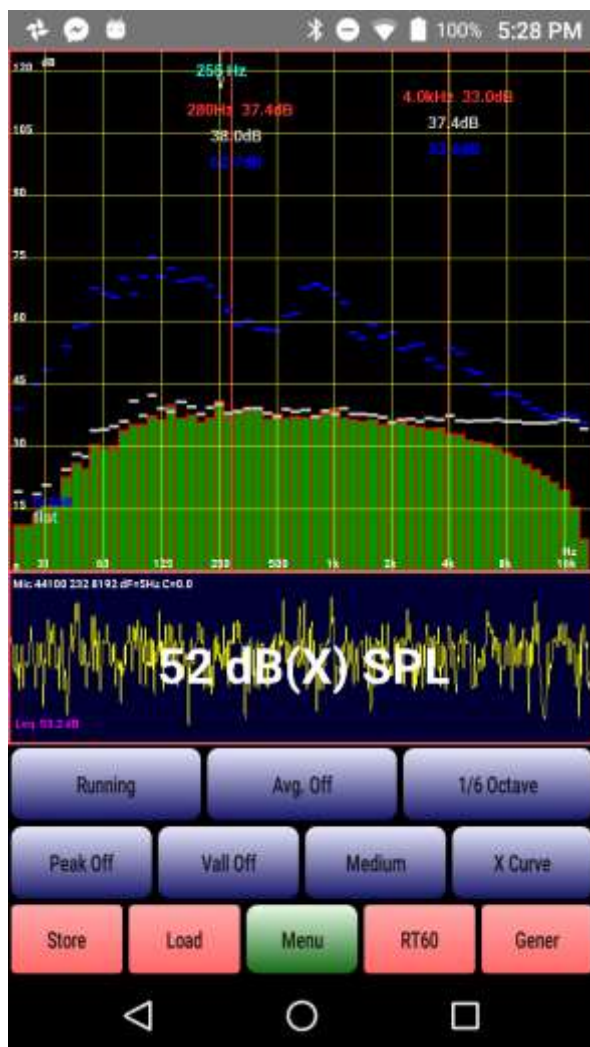 100% 5:28 PM
120 dB
256 Hz
280Hz 37.4dB
4.0kHz 33.0dB
38.0dB
37.4dB
105
90
75
60
45
30
15
flat
Hz
125 250 500 1k 2k 4k 8k 16k
Mic 44100 232 8192 dF=5Hz C=0.0
52 dB(X) SPL
Running Avg. Off 1/6 Octave
Peak Off Vall Off Medium X Curve
Store Load Menu RT60 Gener